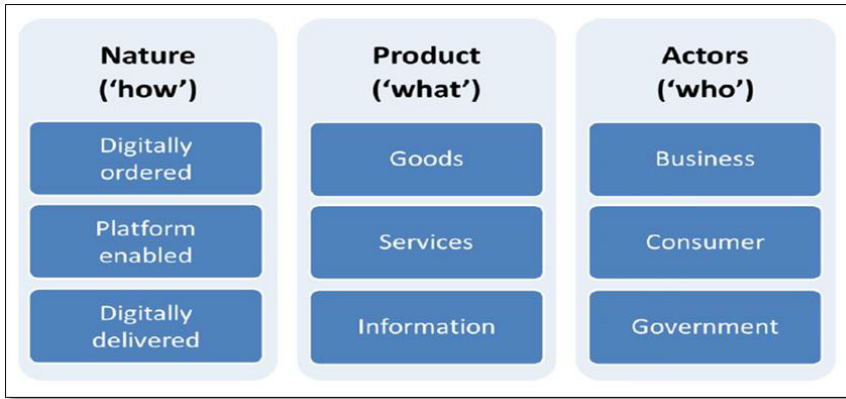 Nature
(‘how’)
Digitally
ordered
Platform
enabled
Digitally
delivered
Product
(‘what’)
Goods
Services
Information
Actors
(‘who’)
Business
Consumer
Government